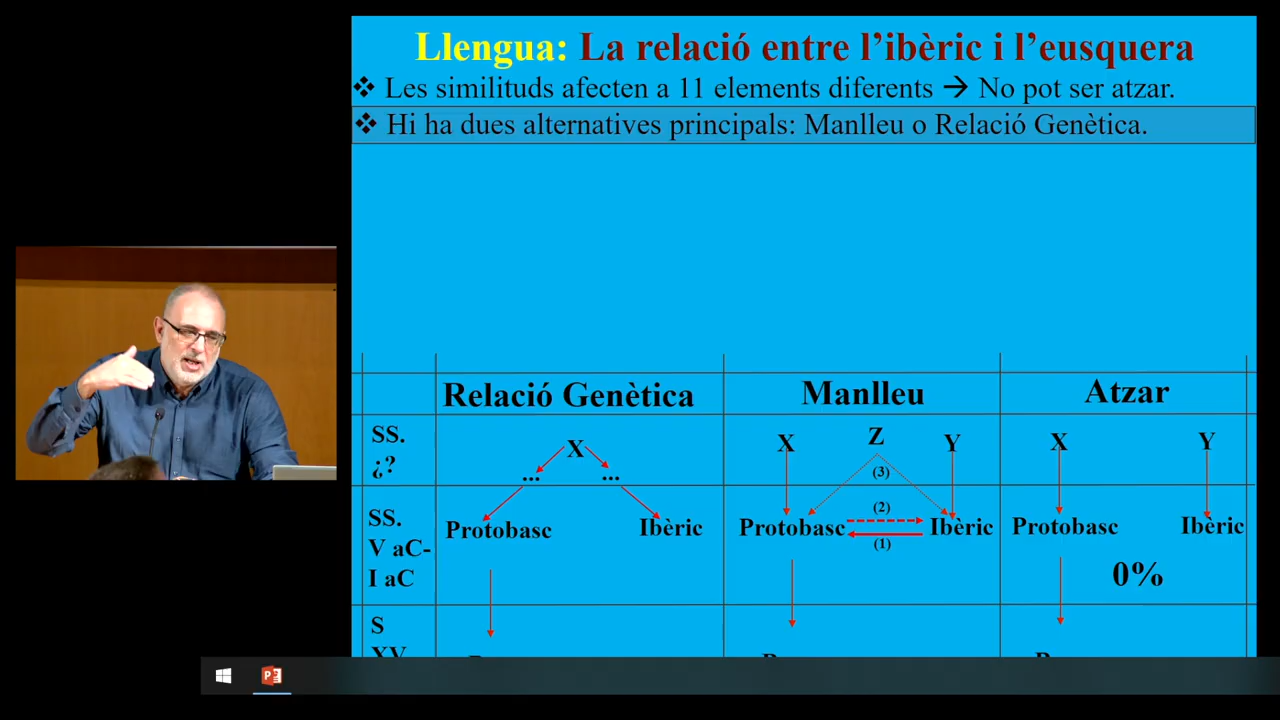 Llengua: La relació entre l’ibèric i l’eusquera
❖ Les similituds afecten a 11 elements diferents → No pot ser atzar.
❖ Hi ha dues alternatives principals: Manlleu o Relació Genètica.
Relació Genètica Manlleu Atzar
SS.
¿?
X
... ...
X Z Y
(3)
X Y
SS.
V aC-
I aC
Protobasc Ibèric
Protobasc (2) Ibèric
(1)
Protobasc Ibèric
0%
S
XV